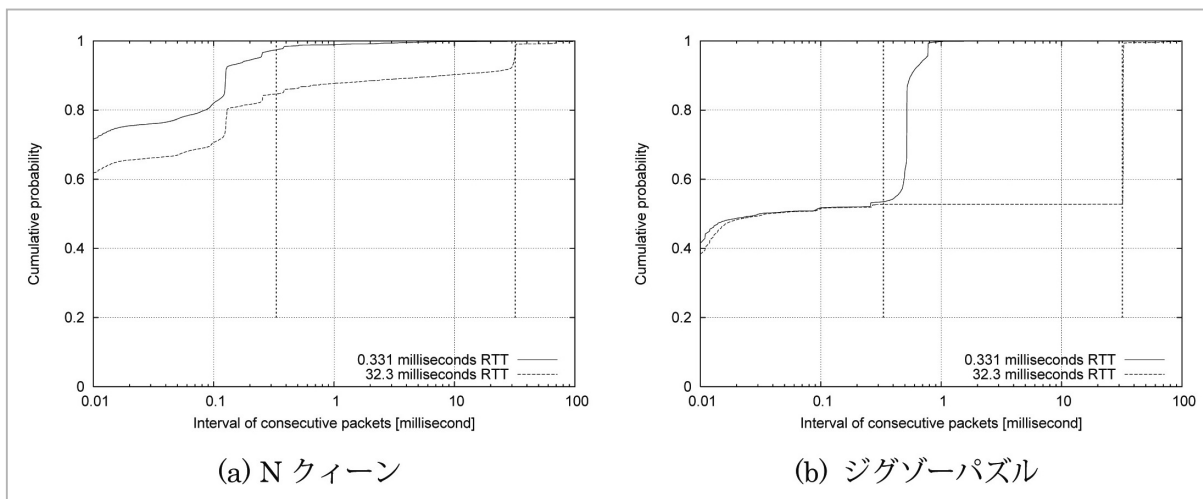 1
0.8
0.6
0.4
0.2
0
Cumulative probability
0.01 0.1 1 10 100
Interval of consecutive packets [millisecond]
0.331 milliseconds RTT
32.3 milliseconds RTT
(a) N クィーン
1
0.8
0.6
0.4
0.2
0
Cumulative probability
0.01 0.1 1 10 100
Interval of consecutive packets [millisecond]
0.331 milliseconds RTT
32.3 milliseconds RTT
(b) ジグゾーパズル